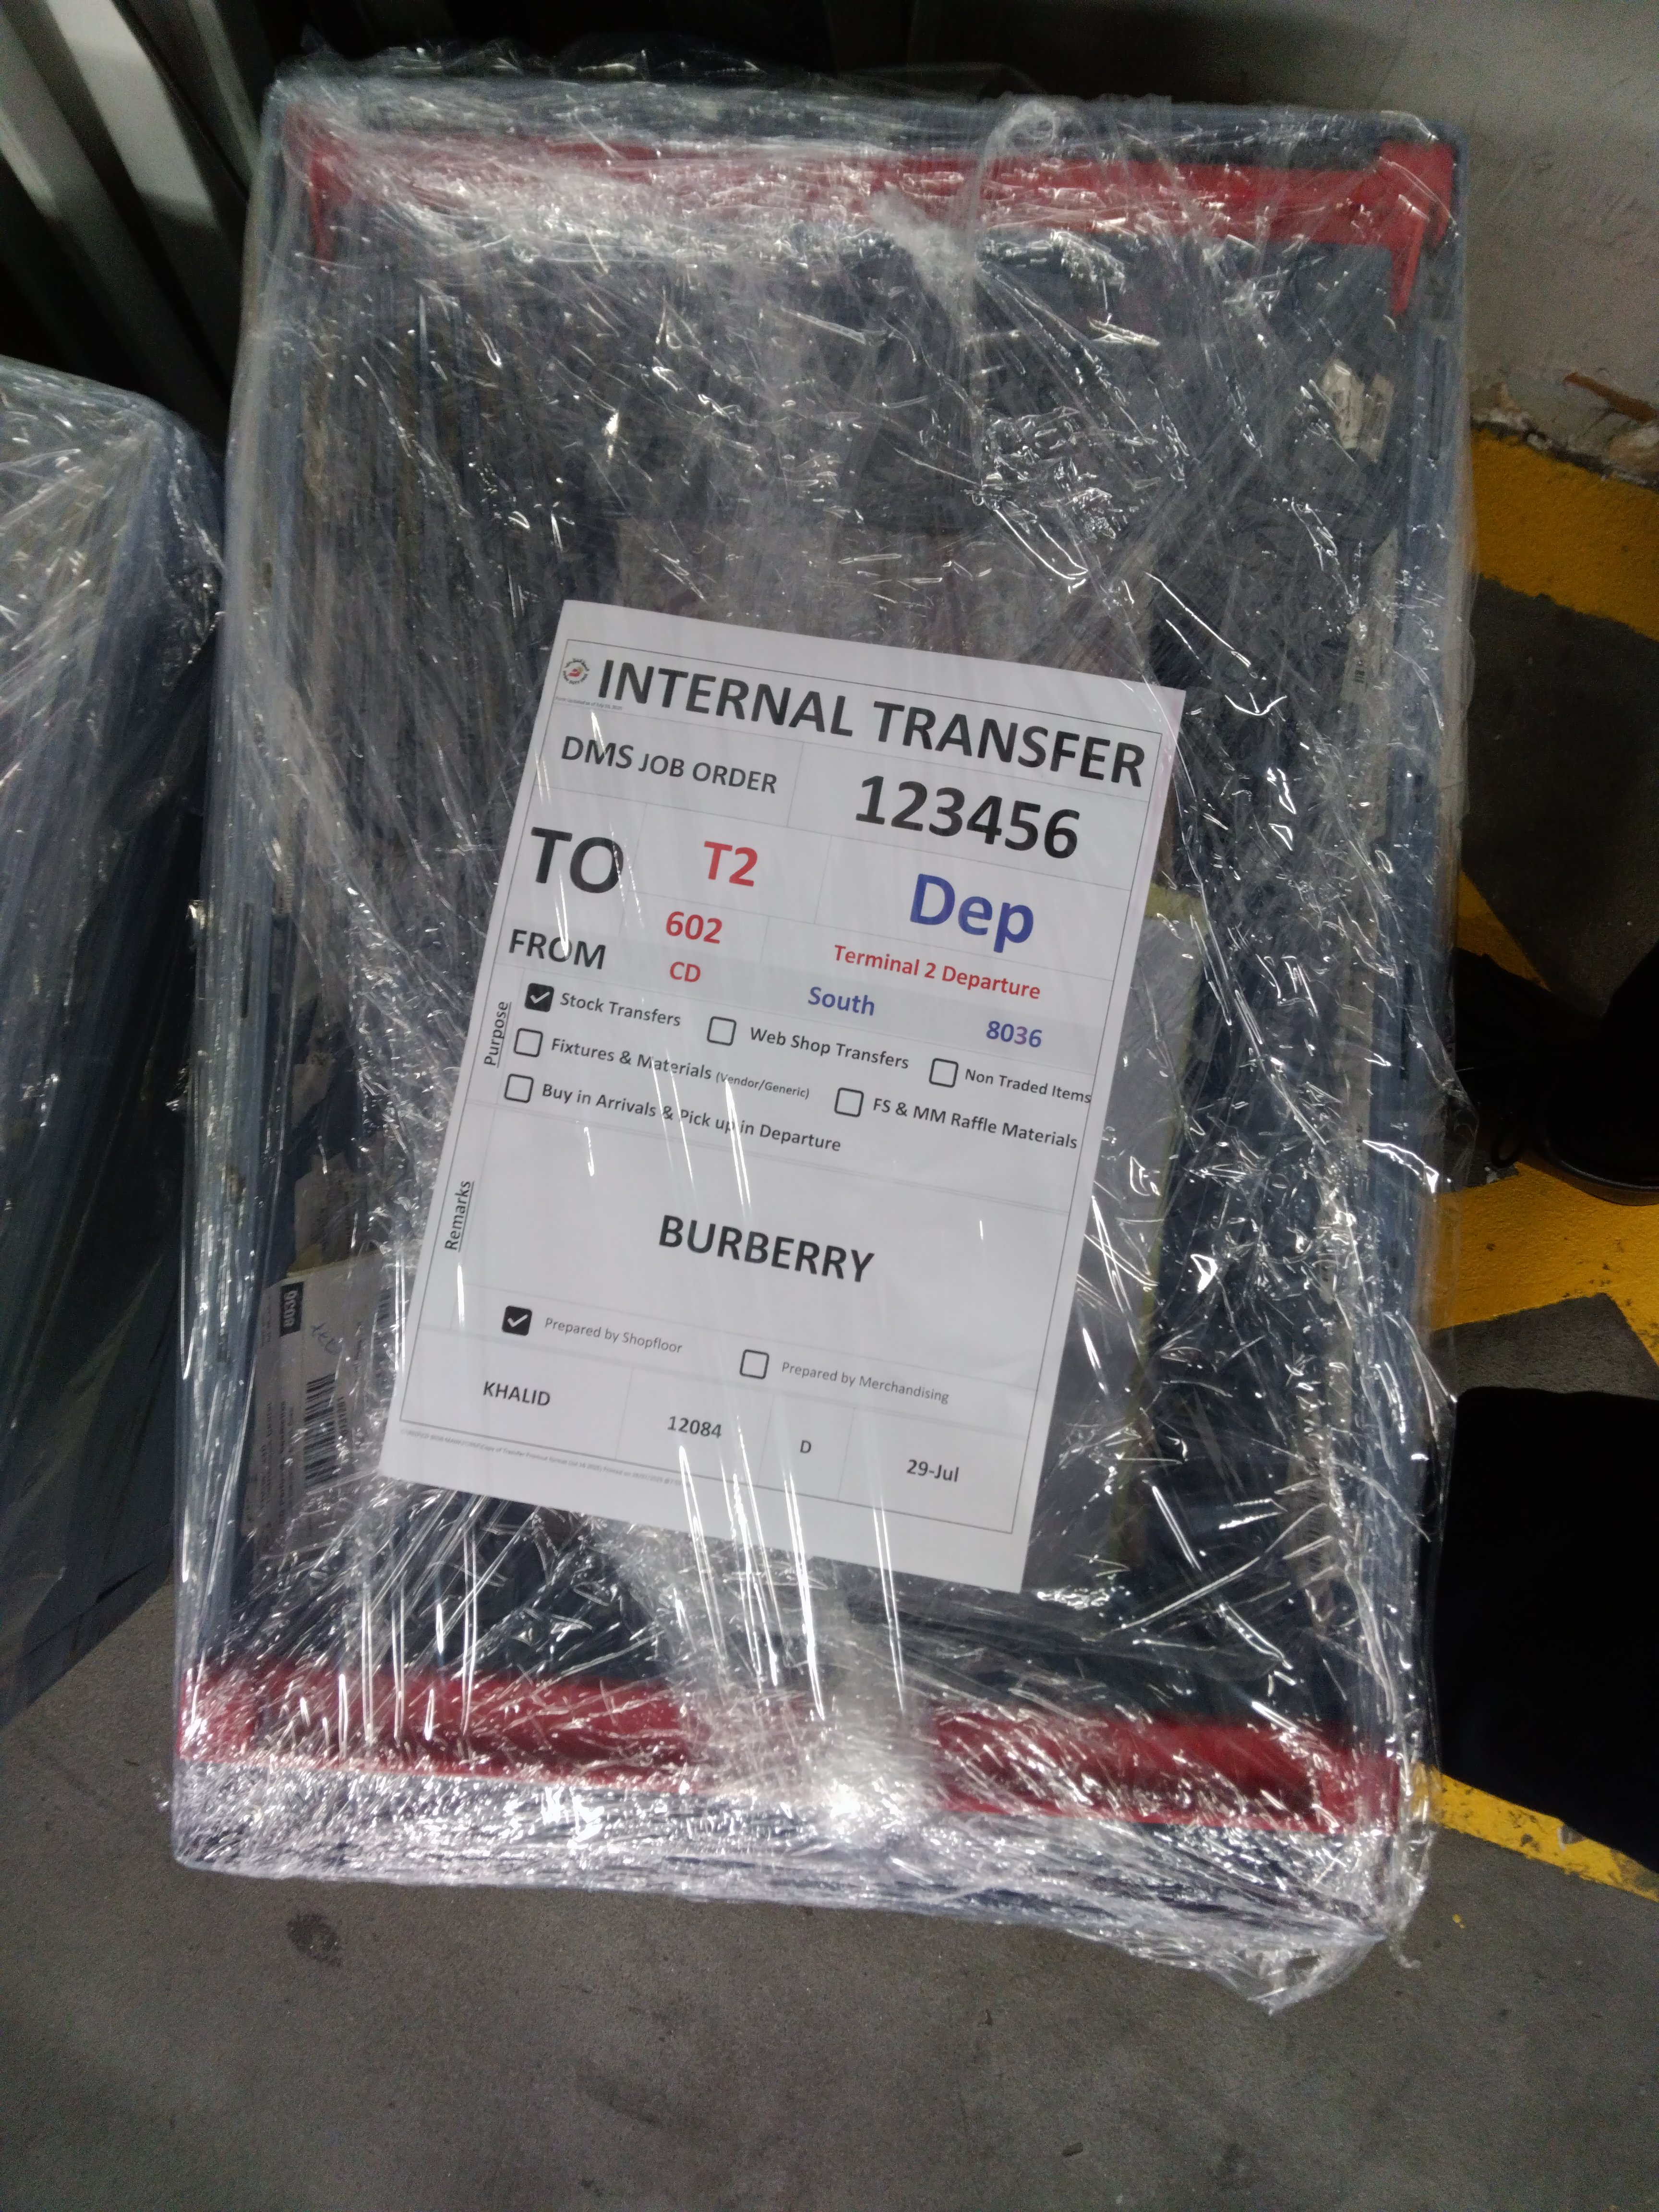 INTERNAL TRANSFER
DMS JOB ORDER 123456
TO T2 Dep
602 Terminal 2 Departure
FROM CD South 8036
Purpose
Stock Transfers Web Shop Transfers Non Traded Items
Fixtures & Materials (Vendor/Generic) FS & MM Raffle Materials
Buy in Arrivals & Pick up in Departure
Remarks
BURBERRY
Prepared by Shopfloor Prepared by Merchandising
KHALID 12084 D 29-Jul
8036